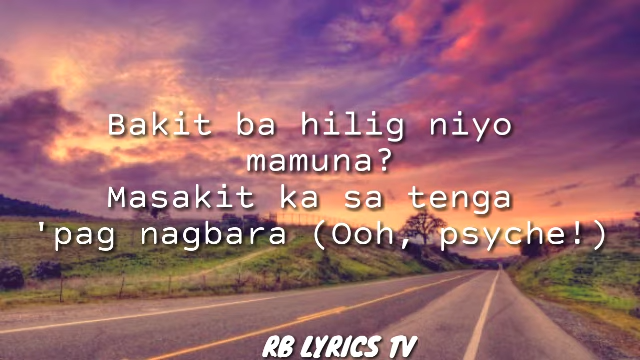 Bakit ba hilig niyo
mamuna?
Masakit ka sa tenga
'pag nagbara (Ooh, psyche!)
RB LYRICS TV